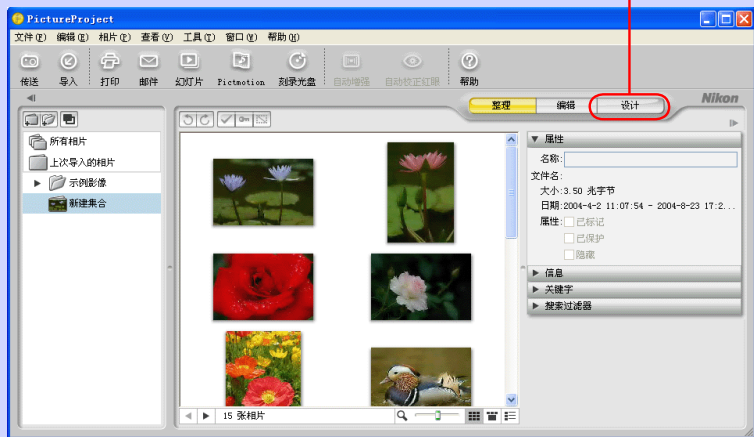 PictureProject
文件(F) 编辑(E) 相片(P) 查看(V) 工具(T) 窗口(W) 帮助(H)
传送 导入 打印 邮件 幻灯片 Pictmotion 刻录光盘 自动增强 自动校正红眼 帮助
整理 编辑 设计 Nikon
所有相片
上次导入的相片
示例影像
新建集合
属性
名称:
文件名:
大小:3.50 兆字节
日期:2004-4-2 11:07:54 - 2004-8-23 17:2...
属性: 已标记
已保护
隐藏
信息
关键字
搜索过滤器
15 张相片